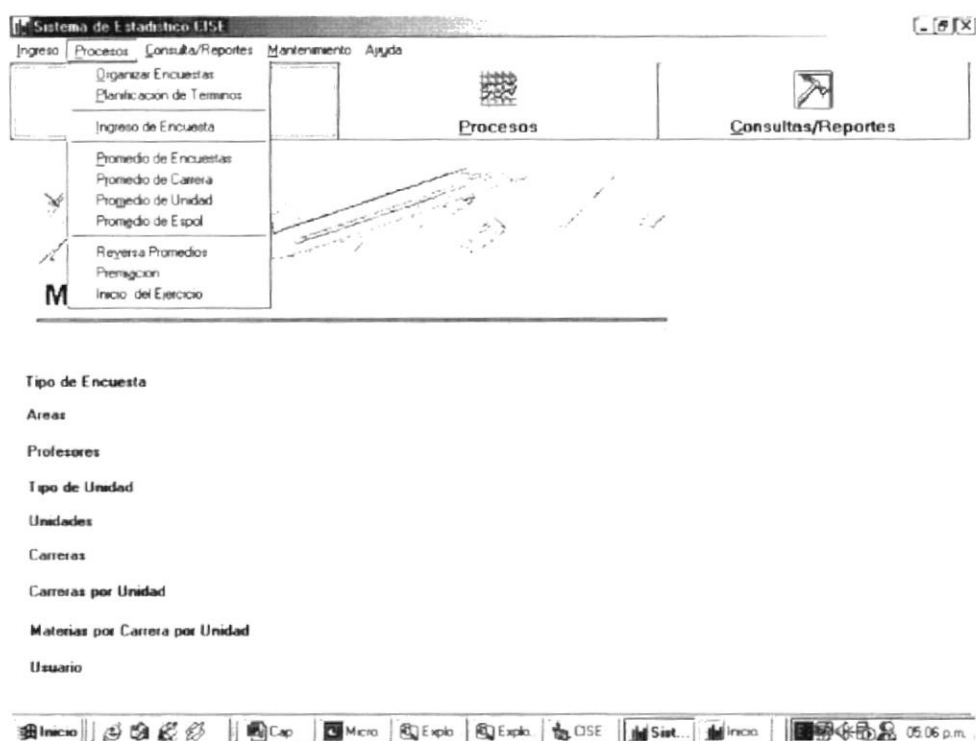 Sistema de Estadistico CISE
Ingreso Procesos Consulta/Reportes Mantenimiento Ayuda
Organizar Encuestas
Planificacion de Terminos
Ingreso de Encuesta
Promedio de Encuestas
Promedio de Carrera
Promedio de Unidad
Promedio de Espol
Reversa Promedios
Premiacion
Inicio del Ejercicio
Procesos
Consultas/Reportes
M
Tipo de Encuesta
Areas
Profesores
Tipo de Unidad
Unidades
Carreras
Carreras por Unidad
Materias por Carrera por Unidad
Usuario
Inicio Cap Micro Explo Explo... CISE Sist... Inicio 05:06 p.m.